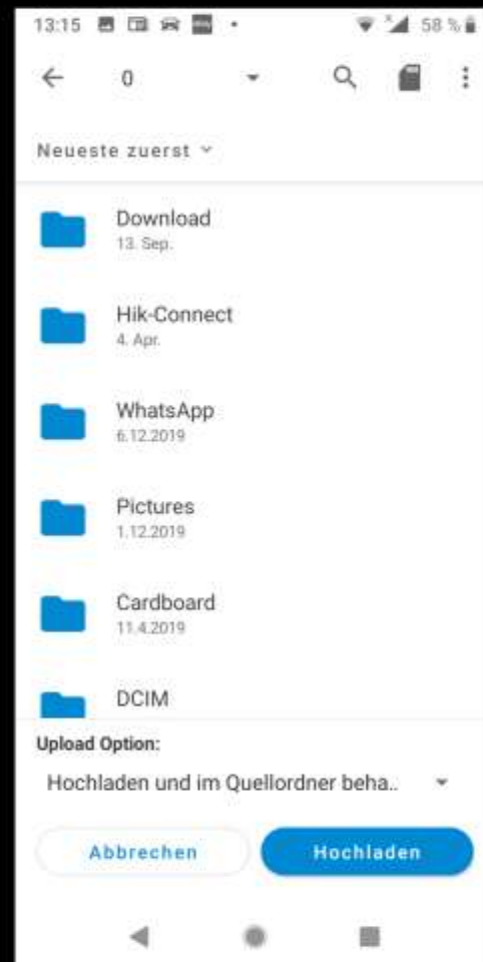 13:15
58 %
0
Neueste zuerst
Download
13. Sep.
Hik-Connect
4. Apr.
WhatsApp
6.12.2019
Pictures
1.12.2019
Cardboard
11.4.2019
DCIM
Upload Option:
Hochladen und im Quellordner beha..
Abbrechen
Hochladen